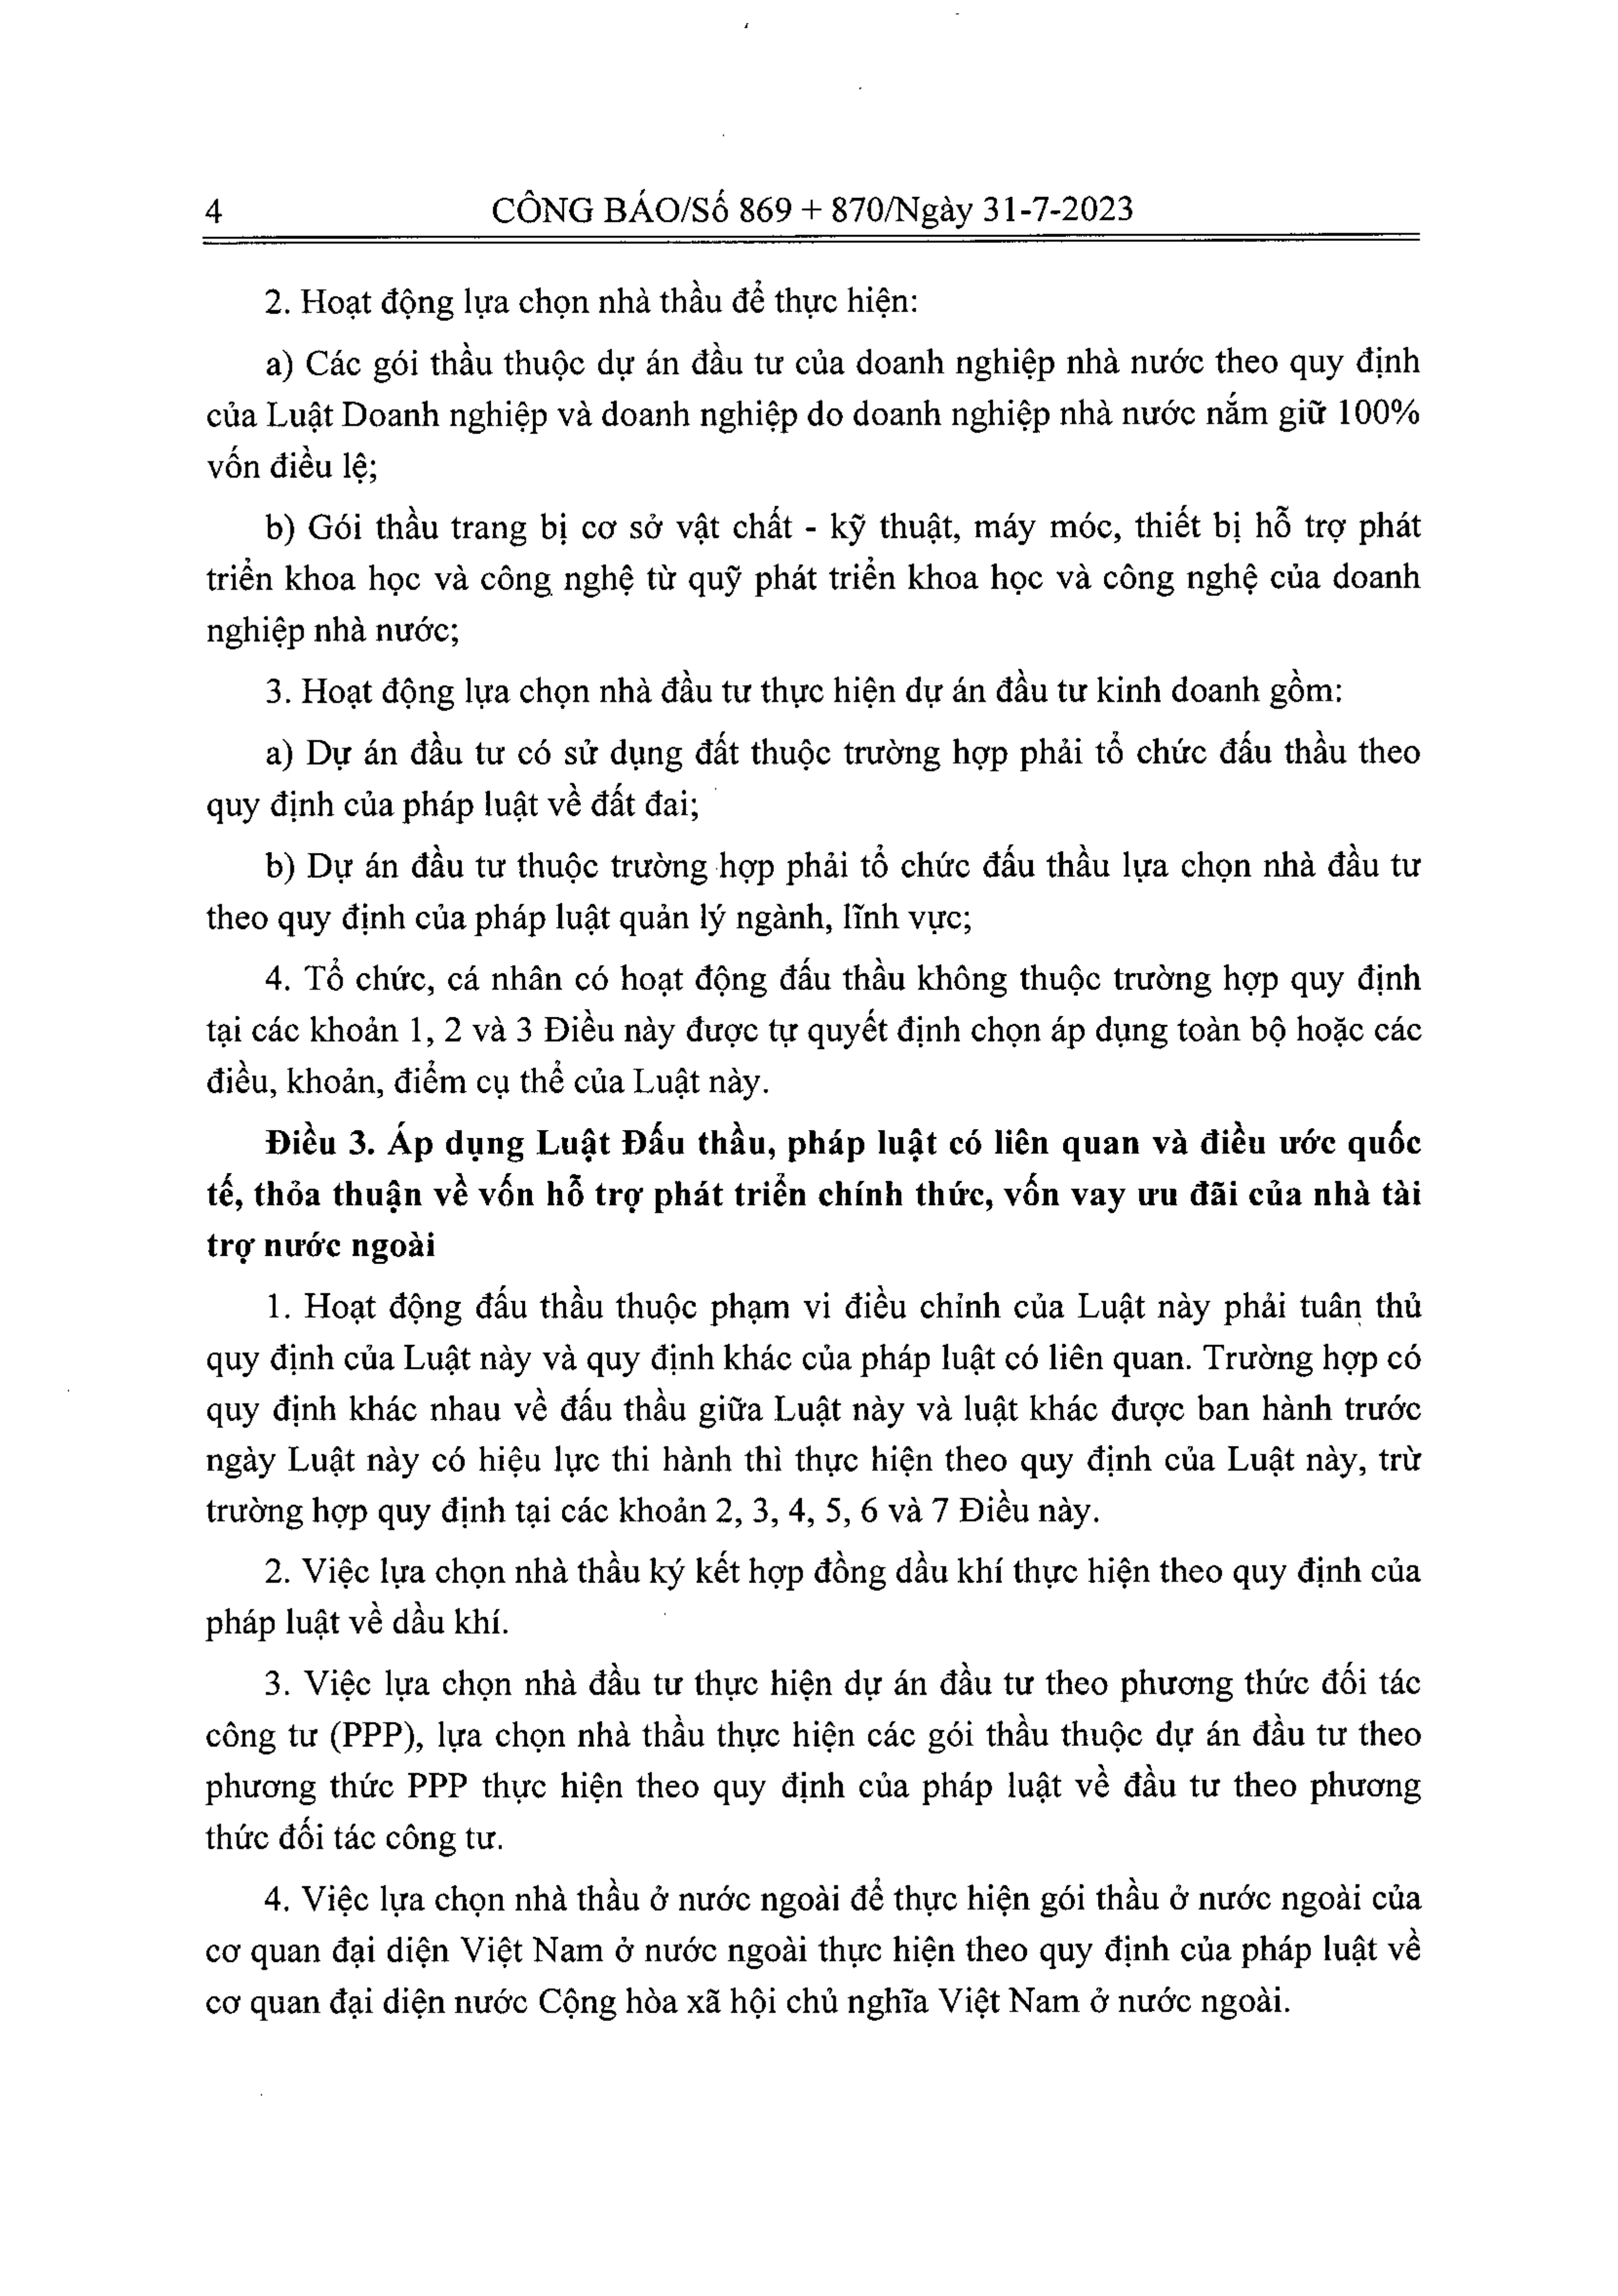 4
CÔNG BÁO/Số 869 + 870/Ngày 31-7-2023
2. Hoạt động lựa chọn nhà thầu để thực hiện:
a) Các gói thầu thuộc dự án đầu tư của doanh nghiệp nhà nước theo quy định
của Luật Doanh nghiệp và doanh nghiệp do doanh nghiệp nhà nước nắm giữ 100%
vốn điều lệ;
b) Gói thầu trang bị cơ sở vật chất - kỹ thuật, máy móc, thiết bị hỗ trợ phát
triển khoa học và công nghệ từ quỹ phát triển khoa học và công nghệ của doanh
nghiệp nhà nước;
3. Hoạt động lựa chọn nhà đầu tư thực hiện dự án đầu tư kinh doanh gồm:
a) Dự án đầu tư có sử dụng đất thuộc trường hợp phải tổ chức đấu thầu theo
quy định của pháp luật về đất đai;
b) Dự án đầu tư thuộc trường hợp phải tổ chức đấu thầu lựa chọn nhà đầu tư
theo quy định của pháp luật quản lý ngành, lĩnh vực;
4. Tổ chức, cá nhân có hoạt động đấu thầu không thuộc trường hợp quy định
tại các khoản 1, 2 và 3 Điều này được tự quyết định chọn áp dụng toàn bộ hoặc các
điều, khoản, điểm cụ thể của Luật này.
Điều 3. Áp dụng Luật Đấu thầu, pháp luật có liên quan và điều ước quốc
tế, thỏa thuận về vốn hỗ trợ phát triển chính thức, vốn vay ưu đãi của nhà tài
trợ nước ngoài
1. Hoạt động đấu thầu thuộc phạm vi điều chỉnh của Luật này phải tuân thủ
quy định của Luật này và quy định khác của pháp luật có liên quan. Trường hợp có
quy định khác nhau về đấu thầu giữa Luật này và luật khác được ban hành trước
ngày Luật này có hiệu lực thi hành thì thực hiện theo quy định của Luật này, trừ
trường hợp quy định tại các khoản 2, 3, 4, 5, 6 và 7 Điều này.
2. Việc lựa chọn nhà thầu ký kết hợp đồng dầu khí thực hiện theo quy định của
pháp luật về dầu khí.
3. Việc lựa chọn nhà đầu tư thực hiện dự án đầu tư theo phương thức đối tác
công tư (PPP), lựa chọn nhà thầu thực hiện các gói thầu thuộc dự án đầu tư theo
phương thức PPP thực hiện theo quy định của pháp luật về đầu tư theo phương
thức đối tác công tư.
4. Việc lựa chọn nhà thầu ở nước ngoài để thực hiện gói thầu ở nước ngoài của
cơ quan đại diện Việt Nam ở nước ngoài thực hiện theo quy định của pháp luật về
cơ quan đại diện nước Cộng hòa xã hội chủ nghĩa Việt Nam ở nước ngoài.